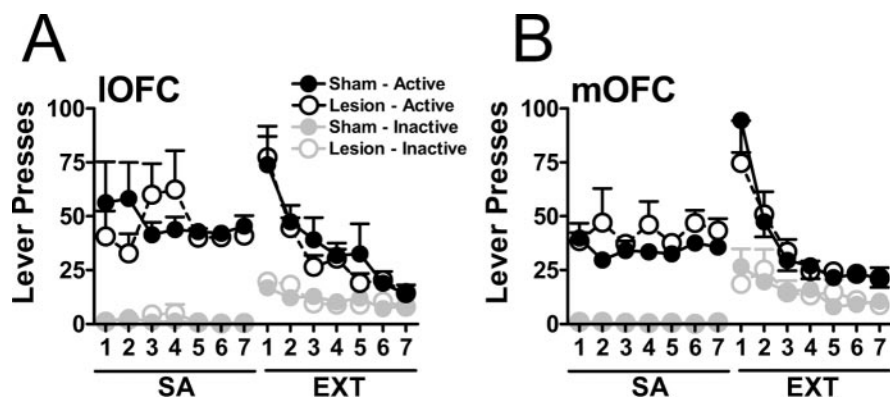 A
B
lOFC
Sham - Active
Lesion - Active
Sham - Inactive
Lesion - Inactive
mOFC
Lever Presses
100
75
50
25
0
1 2 3 4 5 6 7 1 2 3 4 5 6 7
SA EXT
Lever Presses
100
75
50
25
0
1 2 3 4 5 6 7 1 2 3 4 5 6 7
SA EXT